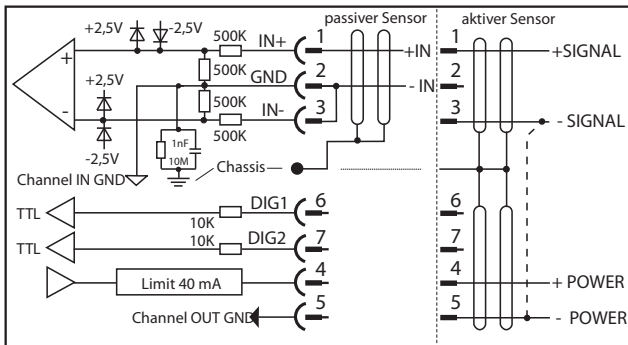 passiver Sensor
aktiver Sensor
+2,5V -2,5V
500K IN+ 1 +IN 1 +SIGNAL
+
500K
GND 2 - IN 2
+2,5V
500K
-
IN- 3 3 - SIGNAL
500K
-2,5V
1nF
10M
Chassis
Channel IN GND
TTL 10K DIG1 6 6
TTL 10K DIG2 7 7
Limit 40 mA 4 4 + POWER
Channel OUT GND 5 5 - POWER